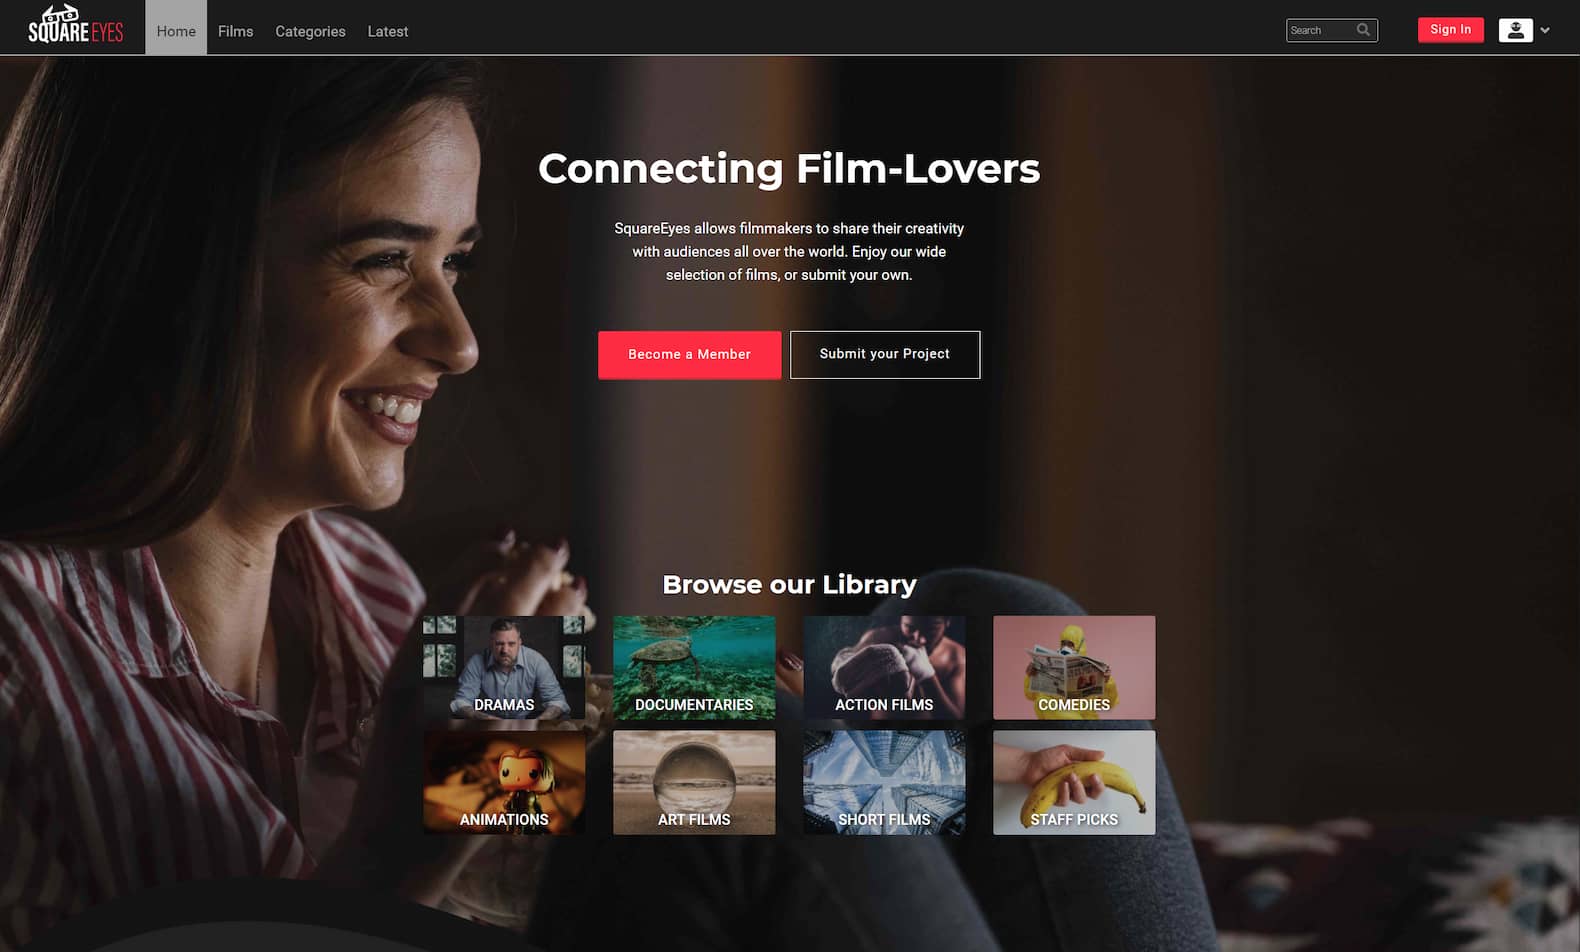 SQUARE EYES
Home
Films
Categories
Latest
Search
Sign In
Connecting Film-Lovers
SquareEyes allows filmmakers to share their creativity
with audiences all over the world. Enjoy our wide
selection of films, or submit your own.
Become a Member
Submit your Project
Browse our Library
DRAMAS
DOCUMENTARIES
ACTION FILMS
COMEDIES
ANIMATIONS
ART FILMS
SHORT FILMS
STAFF PICKS